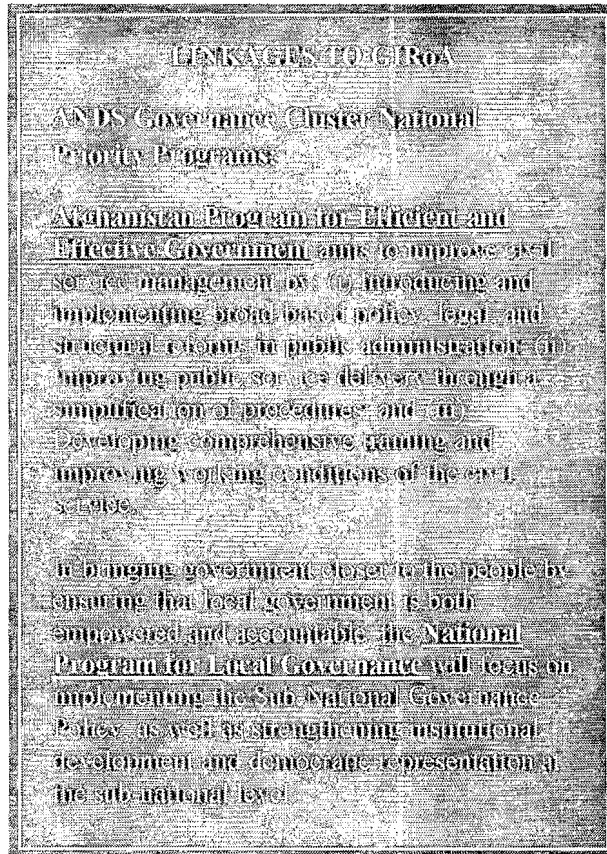 LINKAGES TO GIRoA
ANDS Governance Cluster National
Priority Programs:
Afghanistan Program for Efficient and
Effective Government aims to improve civil
service management by: (i) Introducing and
implementing broad based policy, legal, and
structural reforms in public administration; (ii)
Improving public service delivery through a
simplification of procedures; and (iii)
Developing comprehensive training and
improving working conditions of the civil
service.
In bringing government closer to the people by
ensuring that local government is both
empowered and accountable, the National
Program for Local Governance will focus on
implementing the Sub-National Governance
Policy, as well as strengthening institutional
development and democratic representation at
the sub-national level.